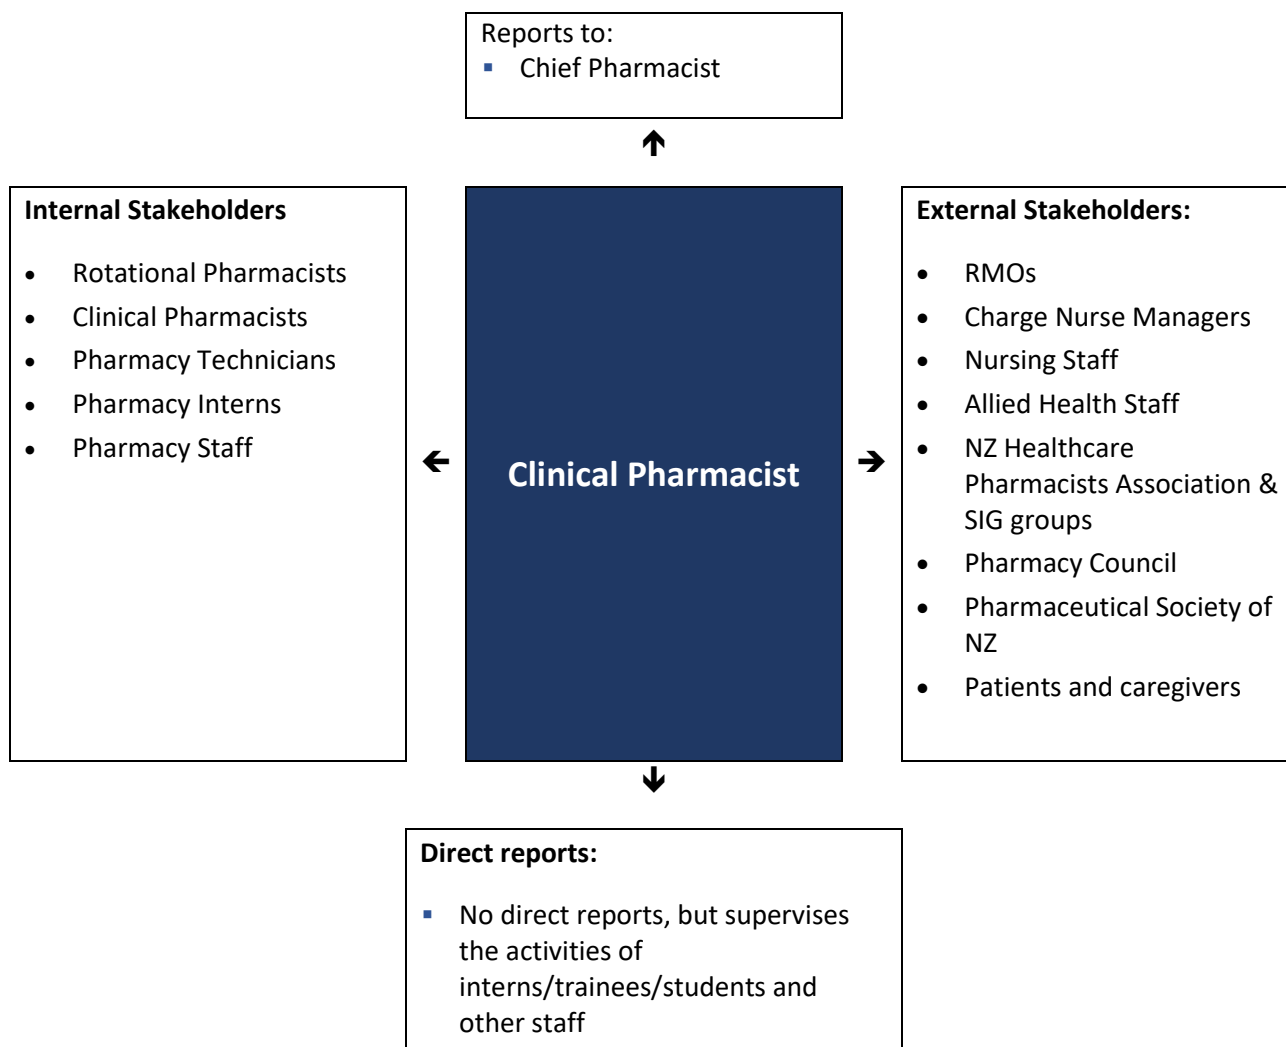 Reports to:
▪ Chief Pharmacist
Internal Stakeholders
• Rotational Pharmacists
• Clinical Pharmacists
• Pharmacy Technicians
• Pharmacy Interns
• Pharmacy Staff
Clinical Pharmacist
External Stakeholders:
• RMOs
• Charge Nurse Managers
• Nursing Staff
• Allied Health Staff
• NZ Healthcare
Pharmacists Association &
SIG groups
• Pharmacy Council
• Pharmaceutical Society of
NZ
• Patients and caregivers
Direct reports:
▪ No direct reports, but supervises
the activities of
interns/trainees/students and
other staff